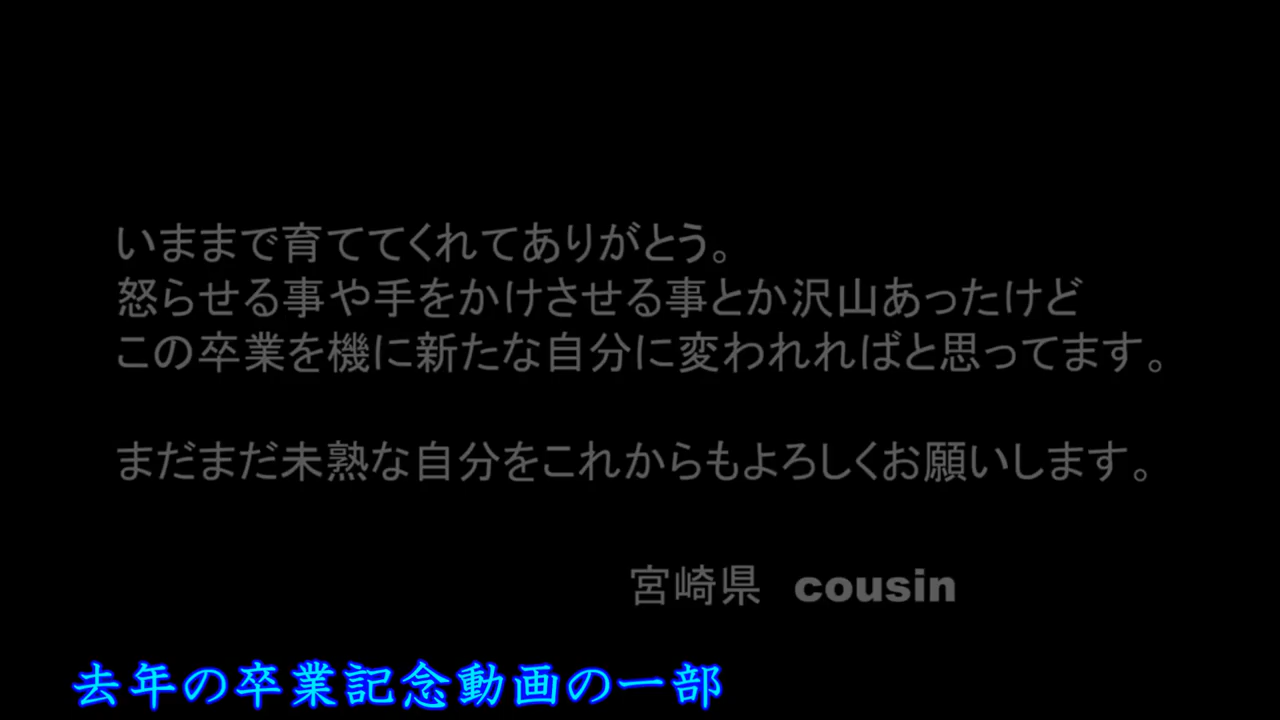 いままで育ててくれてありがとう。
怒らせる事や手をかけさせる事とか沢山あったけど
この卒業を機に新たな自分に変われればと思ってます。
まだまだ未熟な自分をこれからもよろしくお願いします。
宮崎県 cousin
去年の卒業記念動画の一部